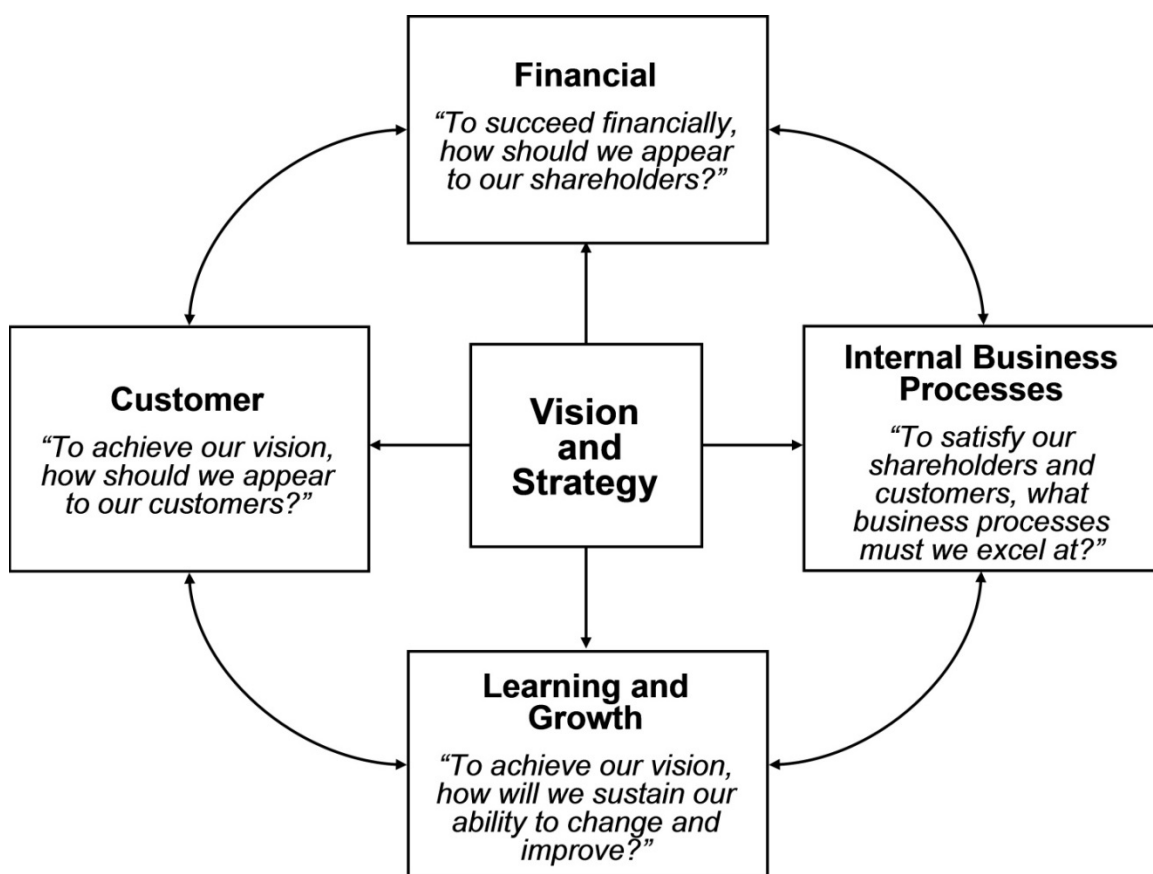 Financial
“To succeed financially,
how should we appear
to our shareholders?”
Customer
“To achieve our vision,
how should we appear
to our customers?”
Vision
and
Strategy
Internal Business
Processes
“To satisfy our
shareholders and
customers, what
business processes
must we excel at?”
Learning and
Growth
“To achieve our vision,
how will we sustain our
ability to change and
improve?”